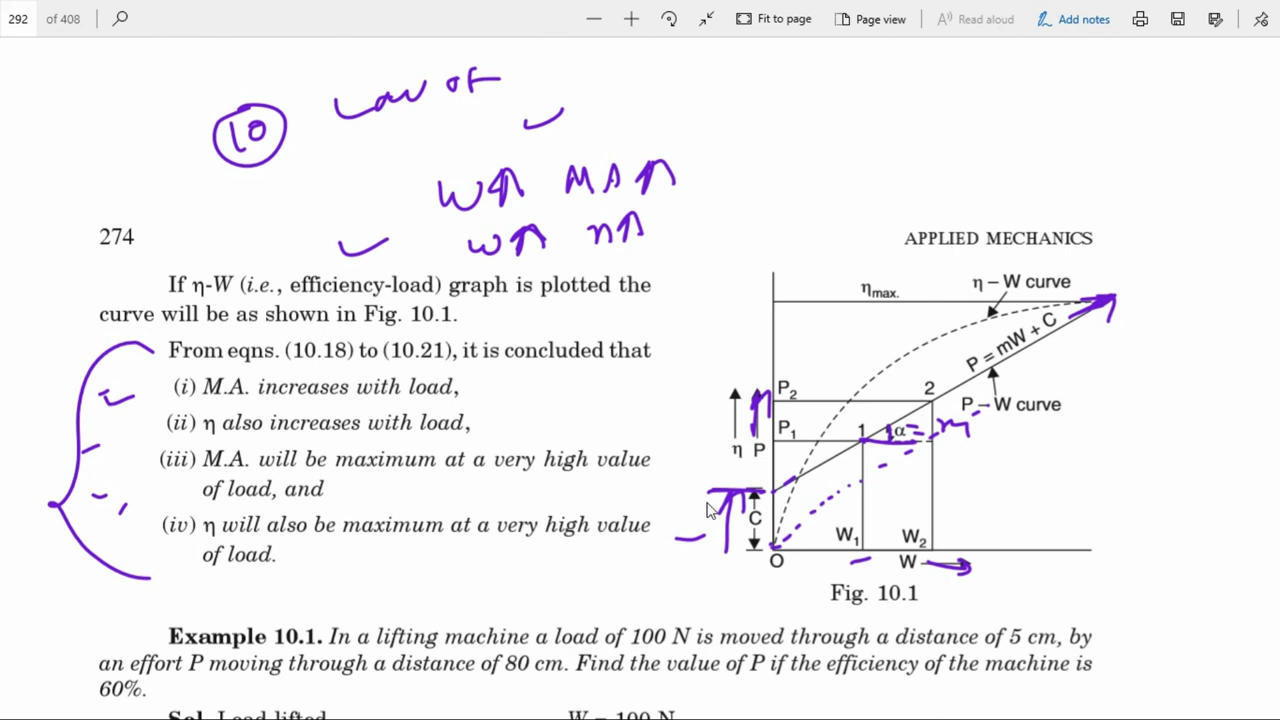 292 of 408 Fit to page Page view Read aloud Add notes
10 Law of
W↑ MA↑
W↑ η↑
274 APPLIED MECHANICS
If η-W (i.e., efficiency-load) graph is plotted the
curve will be as shown in Fig. 10.1.
From eqns. (10.18) to (10.21), it is concluded that
(i) M.A. increases with load,
(ii) η also increases with load,
(iii) M.A. will be maximum at a very high value
of load, and
(iv) η will also be maximum at a very high value
of load.
ηmax.
η – W curve
P = mW + C
P2
2
P – W curve
P1
1
α = m
η P
C
W1
W2
O
W
Fig. 10.1
Example 10.1. In a lifting machine a load of 100 N is moved through a distance of 5 cm, by
an effort P moving through a distance of 80 cm. Find the value of P if the efficiency of the machine is
60%.
Sol. Load lifted, W = 100 N